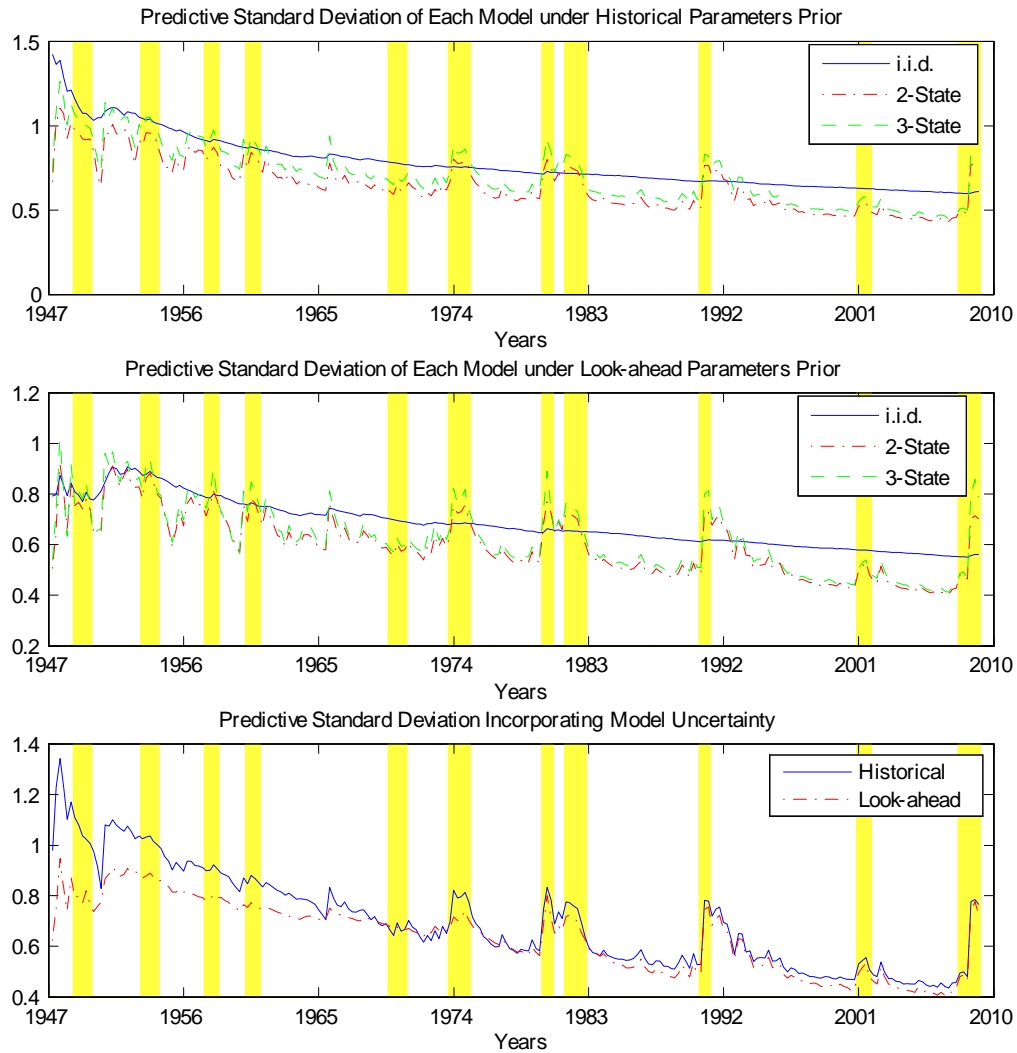 Predictive Standard Deviation of Each Model under Historical Parameters Prior
1.5
1
0.5
0
i.i.d.
2-State
3-State
1947 1956 1965 1974 1983 1992 2001 2010
Years
Predictive Standard Deviation of Each Model under Look-ahead Parameters Prior
1.2
1
0.8
0.6
0.4
0.2
i.i.d.
2-State
3-State
1947 1956 1965 1974 1983 1992 2001 2010
Years
Predictive Standard Deviation Incorporating Model Uncertainty
1.4
1.2
1
0.8
0.6
0.4
Historical
Look-ahead
1947 1956 1965 1974 1983 1992 2001 2010
Years